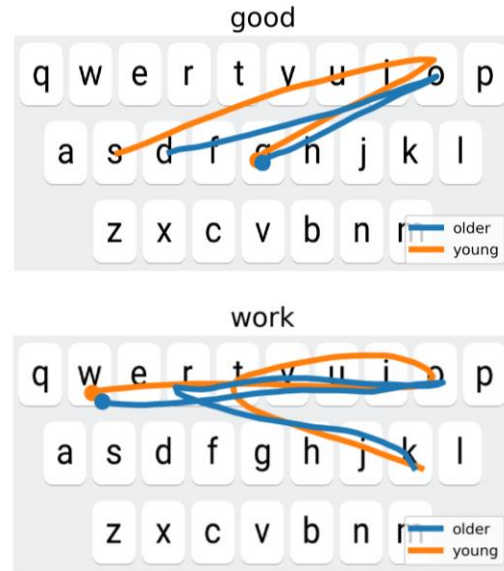 good
q w e r t y u i o p
a s d f g h j k l
z x c v b n m
older
young
work
q w e r t y u i o p
a s d f g h j k l
z x c v b n m
older
young